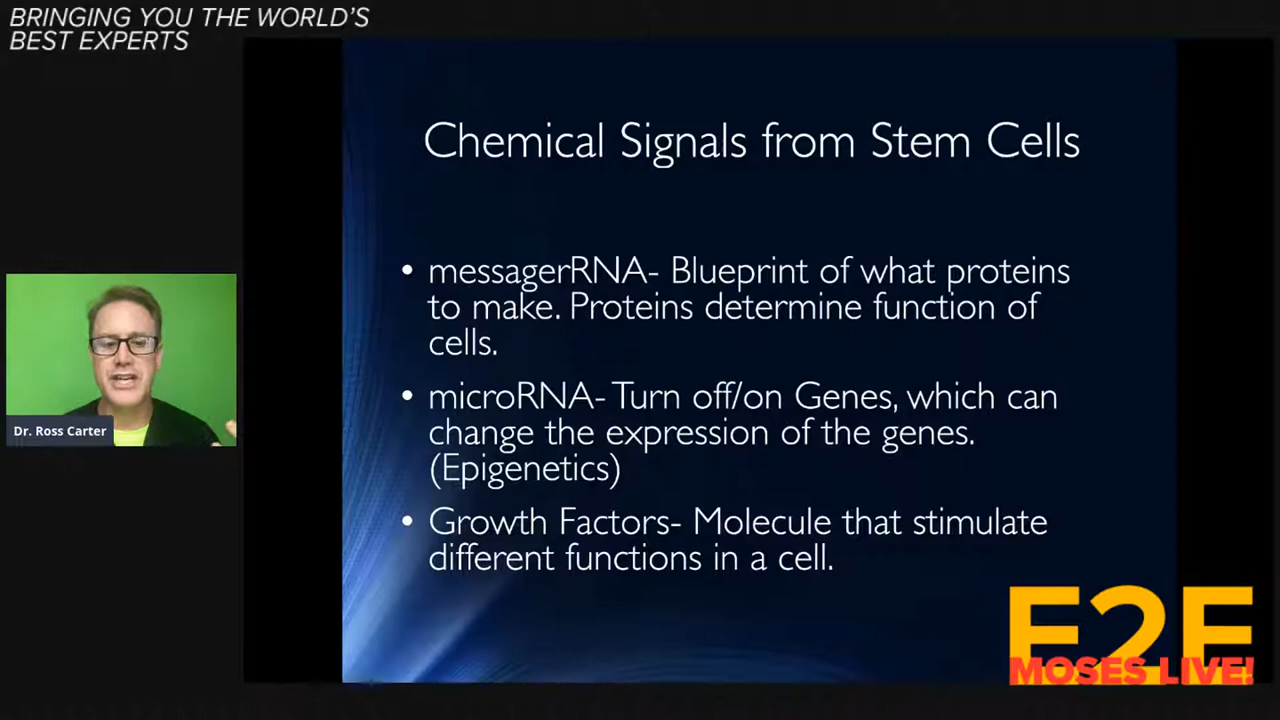 BRINGING YOU THE WORLD'S
BEST EXPERTS
Chemical Signals from Stem Cells
• messagerRNA- Blueprint of what proteins
to make. Proteins determine function of
cells.
• microRNA- Turn off/on Genes, which can
change the expression of the genes.
(Epigenetics)
• Growth Factors- Molecule that stimulate
different functions in a cell.
Dr. Ross Carter
MOSES LIVE!